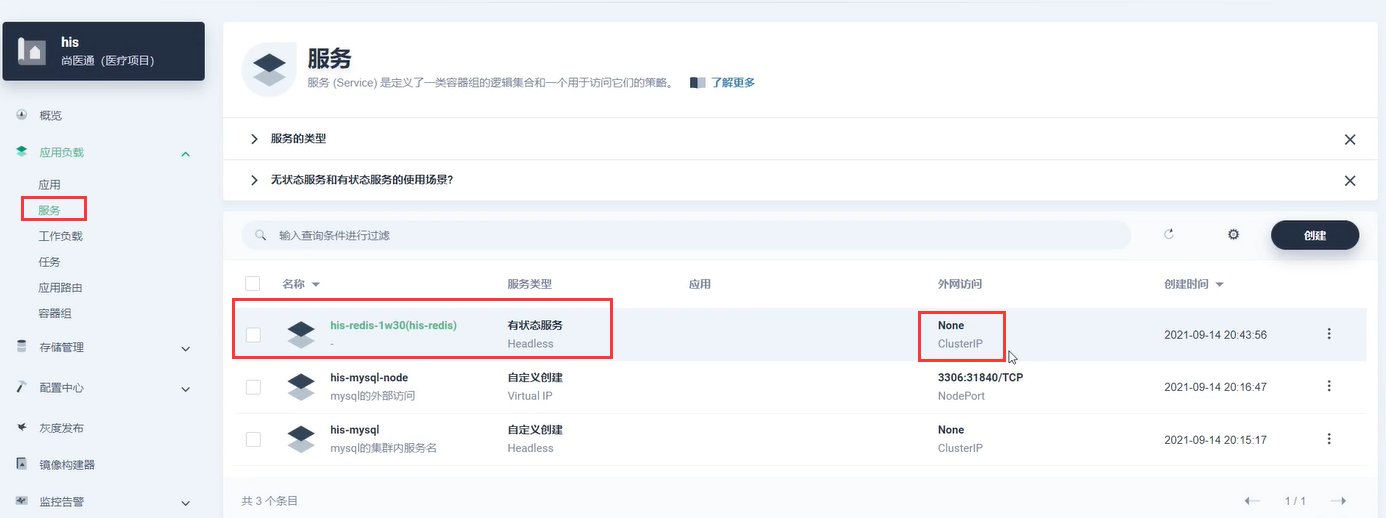 his
尚医通（医疗项目）
概览
应用负载
应用
服务
工作负载
任务
应用路由
容器组
存储管理
配置中心
灰度发布
镜像构建器
监控告警
服务
服务 (Service) 是定义了一类容器组的逻辑集合和一个用于访问它们的策略。 了解更多
服务的类型
无状态服务和有状态服务的使用场景?
输入查询条件进行过滤
创建
名称 服务类型 应用 外网访问 创建时间
his-redis-1w30(his-redis) 有状态服务 None 2021-09-14 20:43:56
- Headless ClusterIP
his-mysql-node 自定义创建 3306:31840/TCP 2021-09-14 20:16:47
mysql的外部访问 Virtual IP NodePort
his-mysql 自定义创建 None 2021-09-14 20:15:17
mysql的集群内服务名 Headless ClusterIP
共 3 个条目 1 / 1